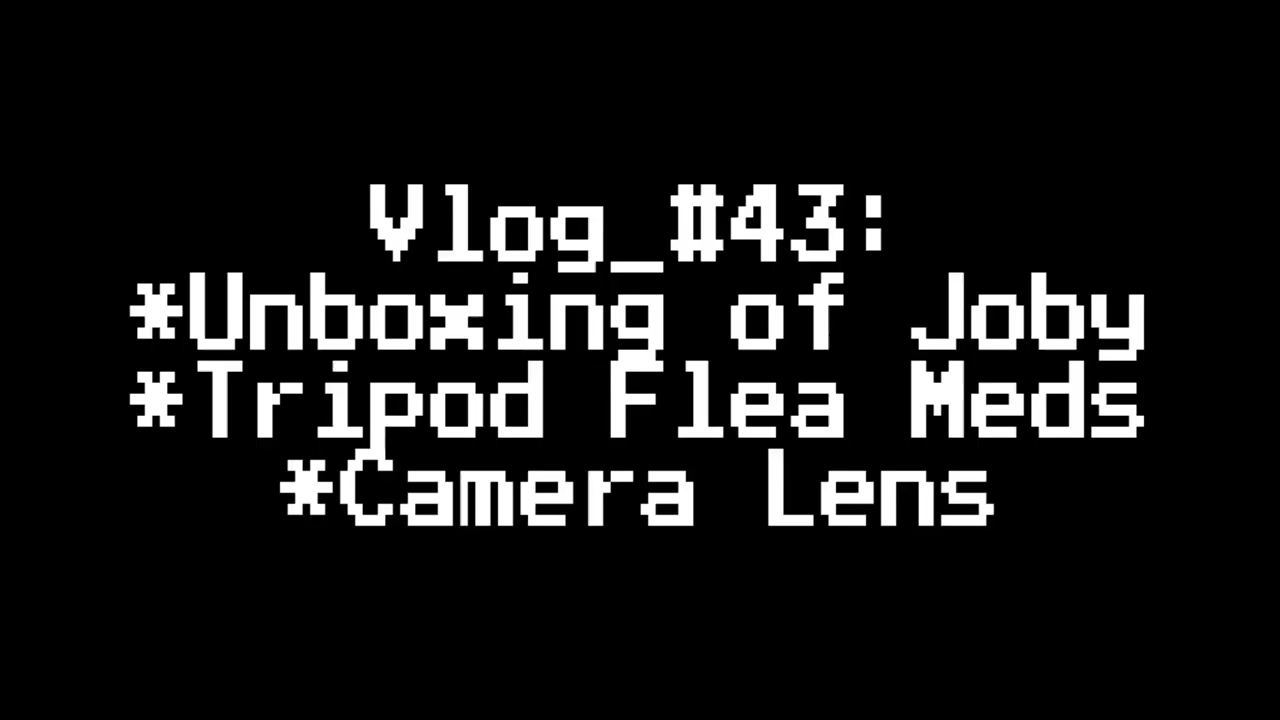 Vlog_#43:
*Unboxing of Joby
*Tripod Flea Meds
*Camera Lens